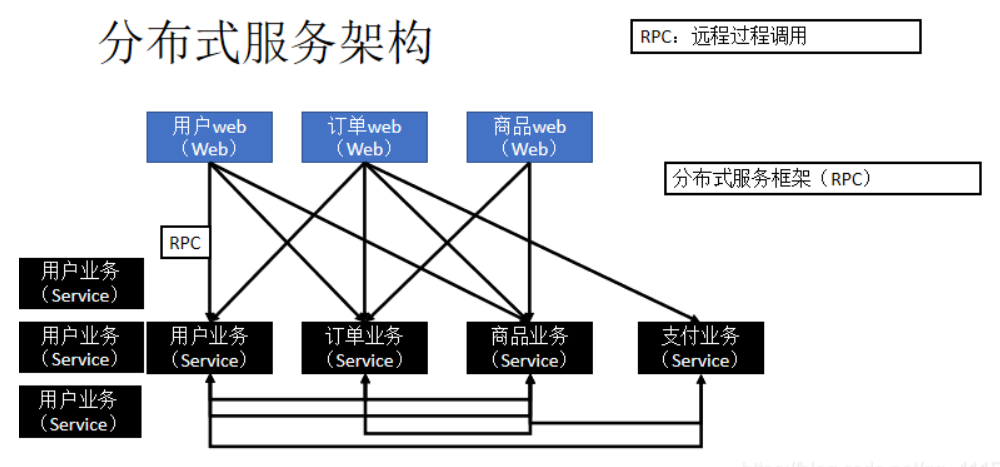 分布式服务架构
RPC：远程过程调用
用户web
（Web）
订单web
（Web）
商品web
（Web）
分布式服务框架（RPC）
RPC
用户业务
（Service）
用户业务
（Service）
用户业务
（Service）
订单业务
（Service）
商品业务
（Service）
支付业务
（Service）
用户业务
（Service）